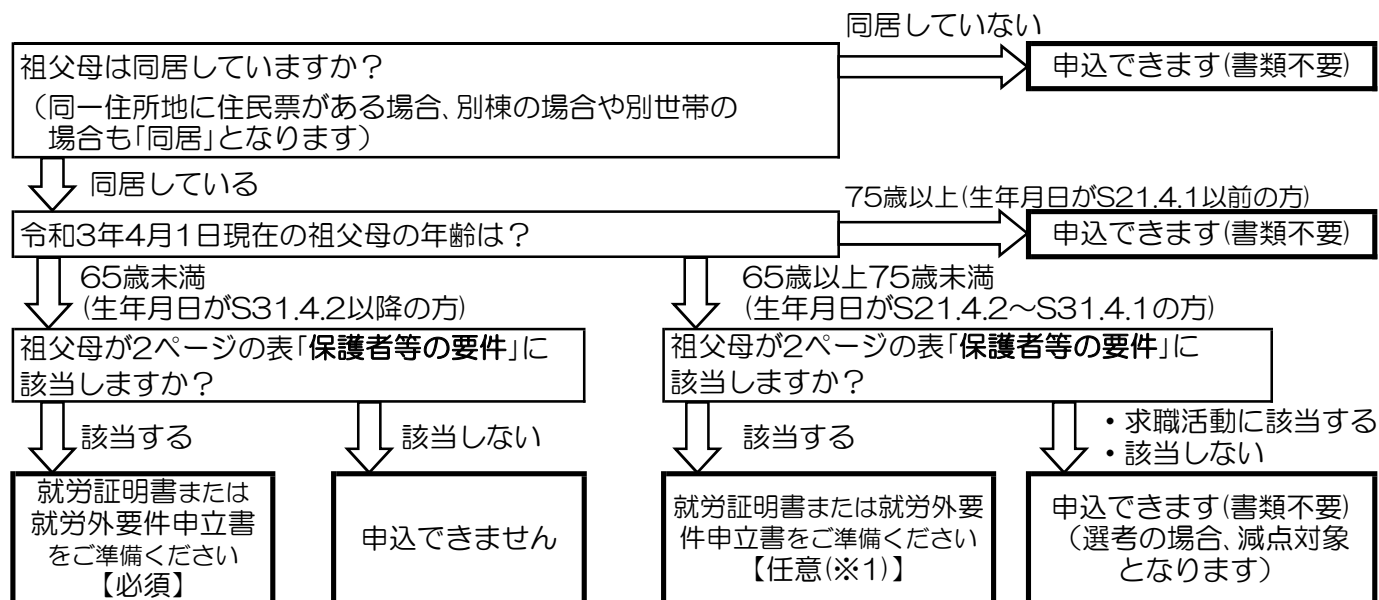 同居していない
祖父母は同居していますか？
申込できます(書類不要)
（同一住所地に住民票がある場合、別棟の場合や別世帯の
場合も「同居」となります）
同居している
75歳以上(生年月日がS21.4.1以前の方)
令和3年4月1日現在の祖父母の年齢は？
申込できます(書類不要)
65歳未満
(生年月日がS31.4.2以降の方)
65歳以上75歳未満
(生年月日がS21.4.2～S31.4.1の方)
祖父母が2ページの表「保護者等の要件」に
該当しますか？
祖父母が2ページの表「保護者等の要件」に
該当しますか？
該当する
該当しない
該当する
・求職活動に該当する
・該当しない
就労証明書または
就労外要件申立書
をご準備ください
【必須】
申込できません
就労証明書または就労外要
件申立書をご準備ください
【任意(※1)】
申込できます(書類不要)
（選考の場合、減点対象
となります）